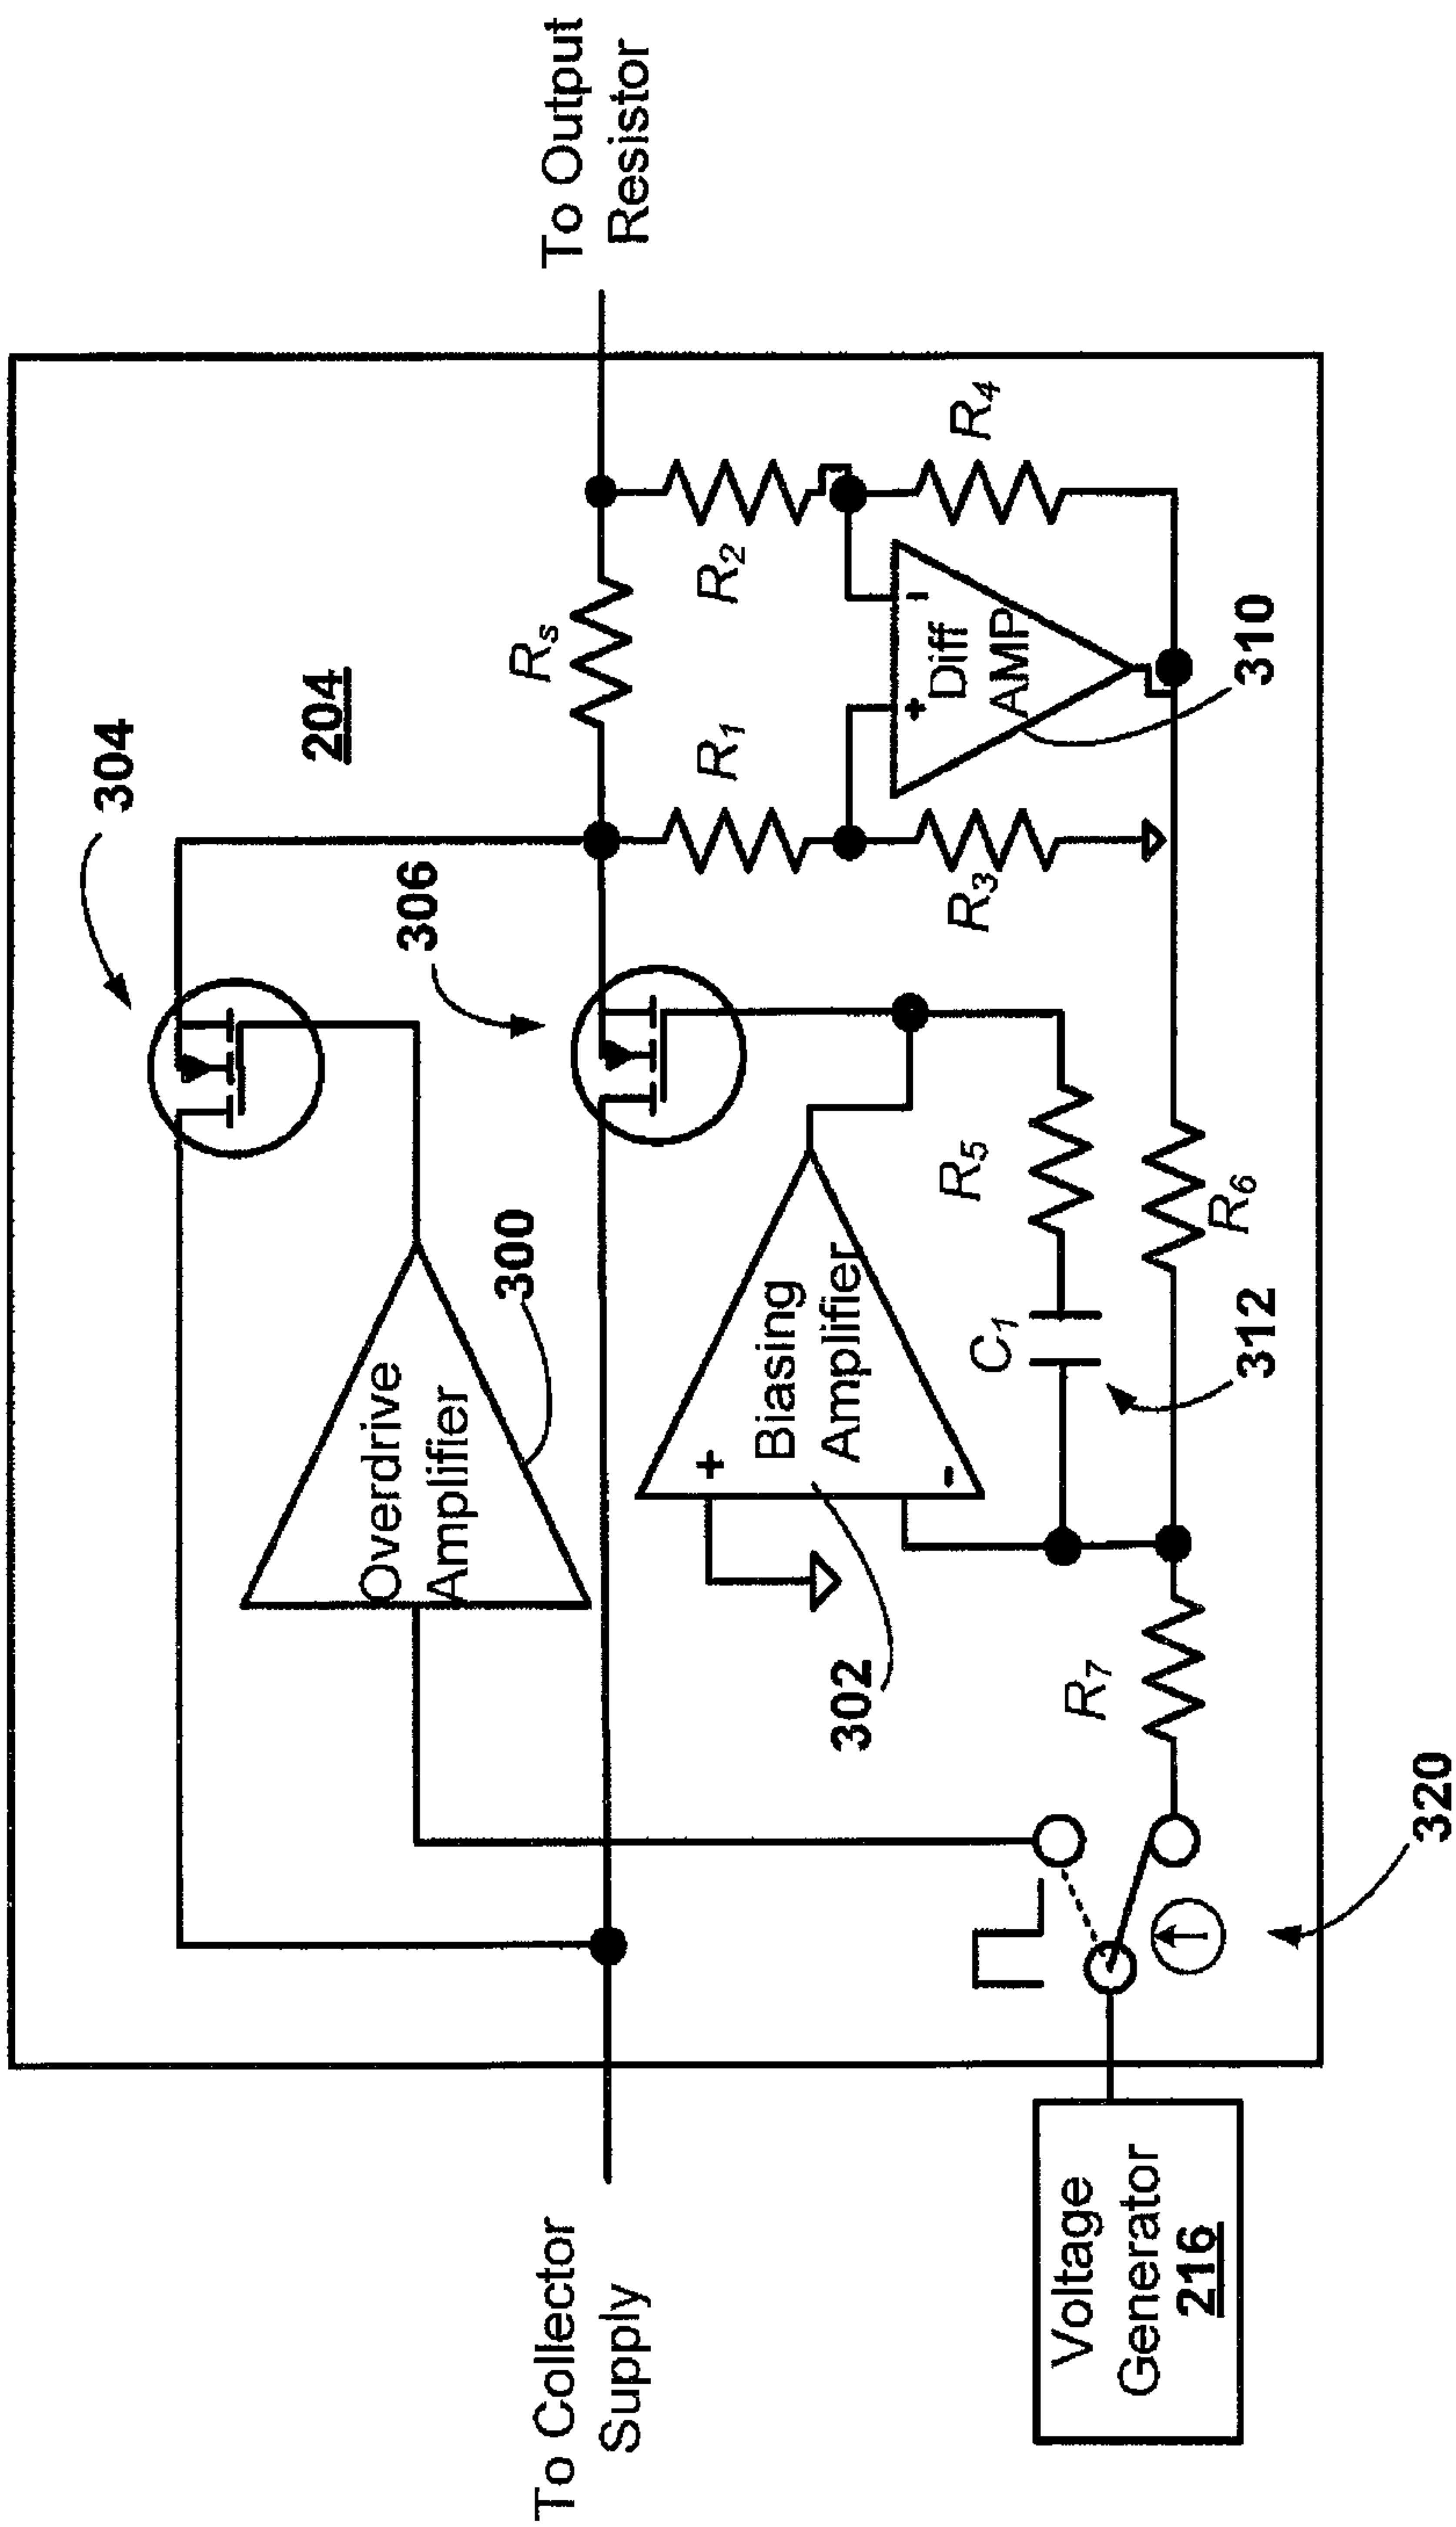 304
204
306
To Collector
Supply
To Output
Resistor
Overdrive
Amplifier
300
Rs
R1
R2
Biasing
Amplifier
+
-
302
+
-
Diff
AMP
R3
R4
310
R5
C1
312
R6
R7
320
Voltage
Generator
216